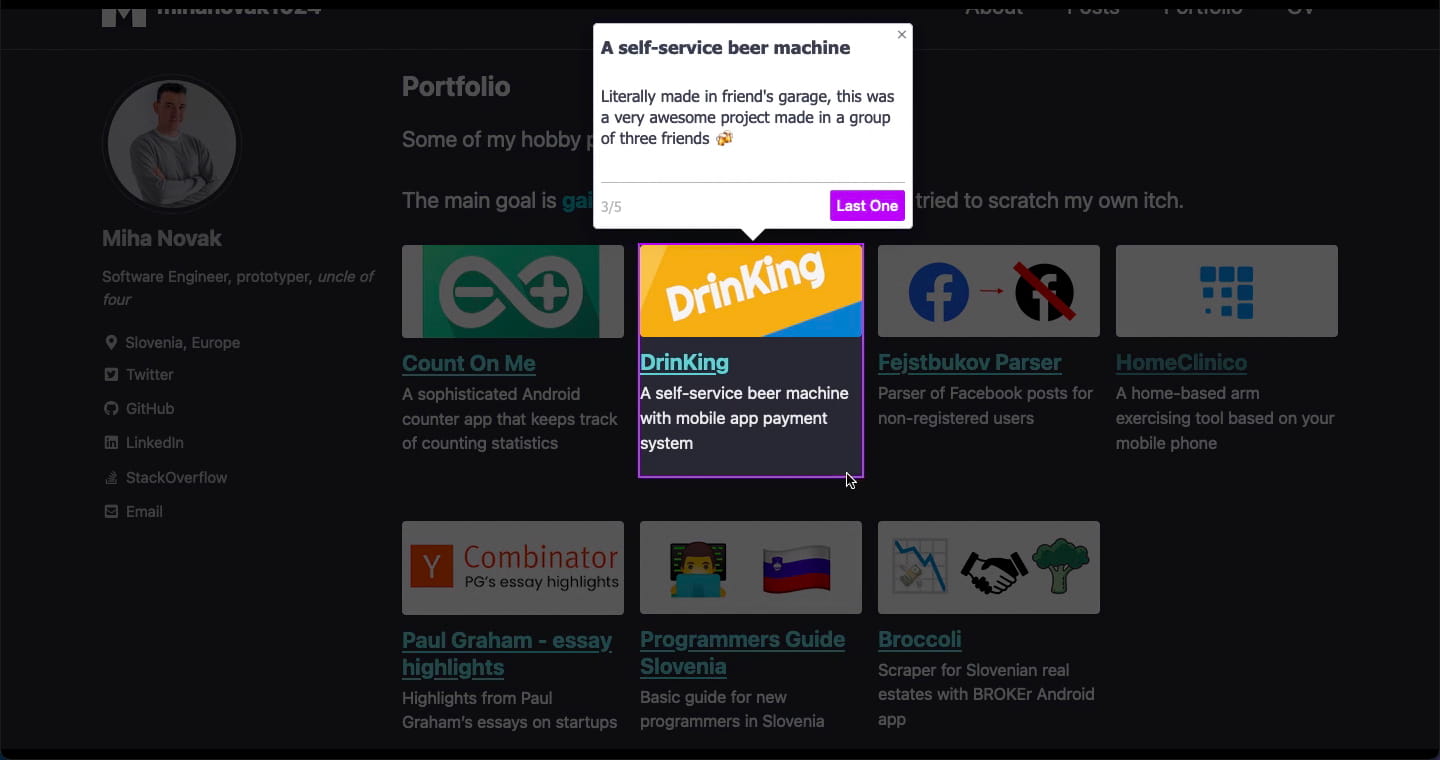 mihanovak1024
About
Posts
Portfolio
CV
A self-service beer machine
×
Literally made in friend's garage, this was
a very awesome project made in a group
of three friends 🍻
3/5
Last One
Miha Novak
Software Engineer, prototyper, uncle of
four
Slovenia, Europe
Twitter
GitHub
LinkedIn
StackOverflow
Email
Portfolio
Some of my hobby
The main goal is
tried to scratch my own itch.
Count On Me
A sophisticated Android
counter app that keeps track
of counting statistics
DrinKing
DrinKing
A self-service beer machine
with mobile app payment
system
Fejstbukov Parser
Parser of Facebook posts for
non-registered users
HomeClinico
A home-based arm
exercising tool based on your
mobile phone
Y Combinator
PG's essay highlights
Paul Graham - essay
highlights
Highlights from Paul
Graham's essays on startups
Programmers Guide
Slovenia
Basic guide for new
programmers in Slovenia
Broccoli
Scraper for Slovenian real
estates with BROKEr Android
app